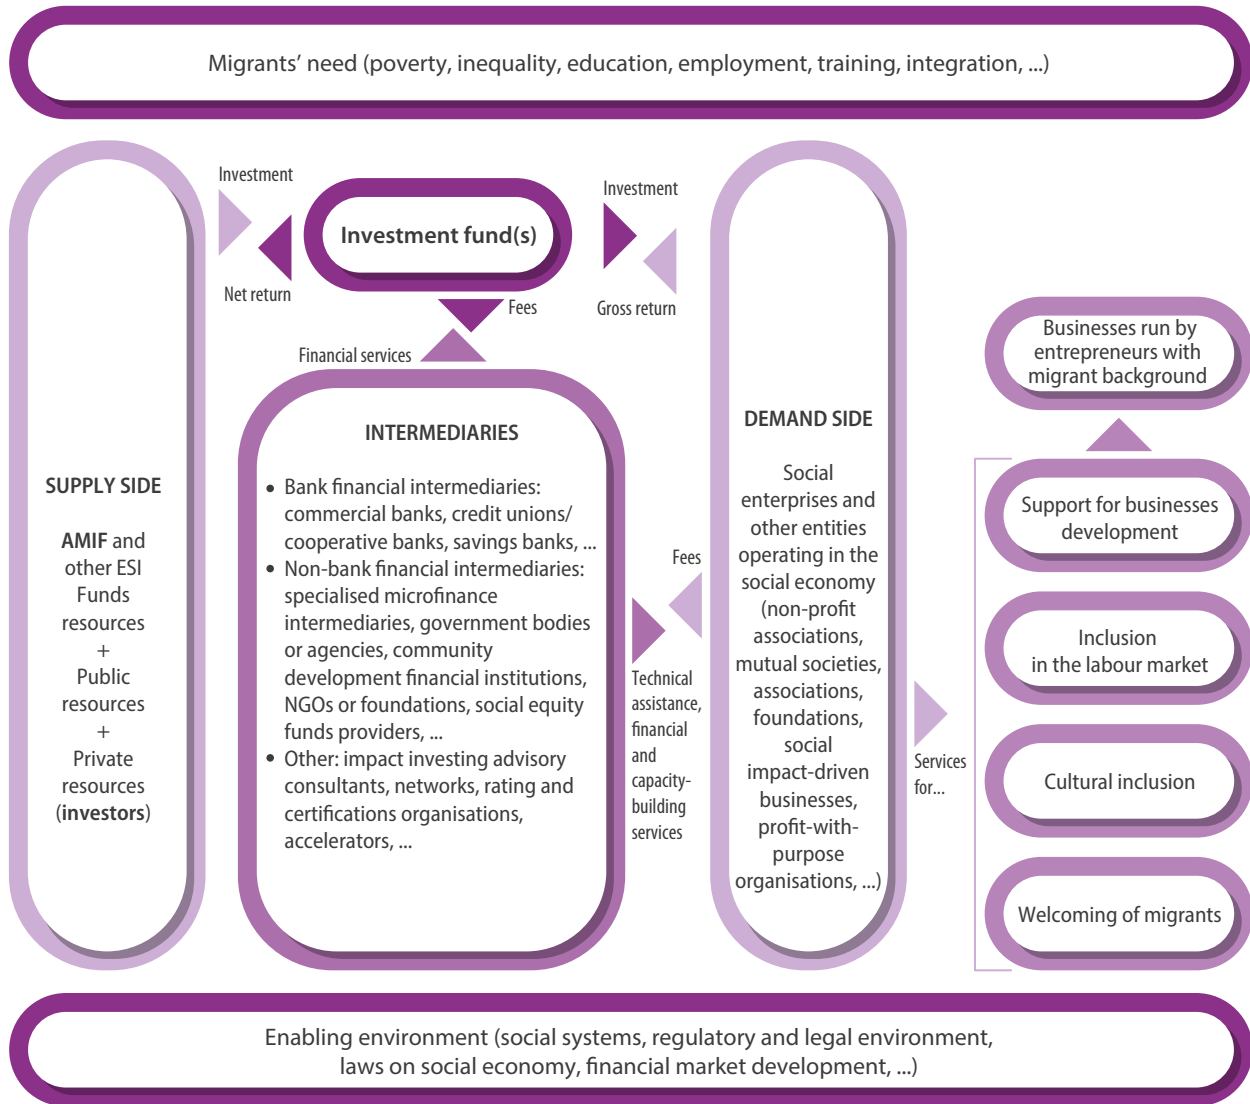 Migrants’ need (poverty, inequality, education, employment, training, integration, ...)
Investment
Net return
Investment fund(s)
Investment
Gross return
Fees
Financial services
SUPPLY SIDE
AMIF and
other ESI
Funds
resources
+
Public
resources
+
Private
resources
(investors)
INTERMEDIARIES
• Bank financial intermediaries:
commercial banks, credit unions/
cooperative banks, savings banks, ...
• Non-bank financial intermediaries:
specialised microfinance
intermediaries, government bodies
or agencies, community
development financial institutions,
NGOs or foundations, social equity
funds providers, ...
• Other: impact investing advisory
consultants, networks, rating and
certifications organisations,
accelerators, ...
Fees
Technical
assistance,
financial
and
capacity-
building
services
DEMAND SIDE
Social
enterprises and
other entities
operating in the
social economy
(non-profit
associations,
mutual societies,
associations,
foundations,
social
impact-driven
businesses,
profit-with-
purpose
organisations, ...)
Services
for...
Businesses run by
entrepreneurs with
migrant background
Support for businesses
development
Inclusion
in the labour market
Cultural inclusion
Welcoming of migrants
Enabling environment (social systems, regulatory and legal environment,
laws on social economy, financial market development, ...)